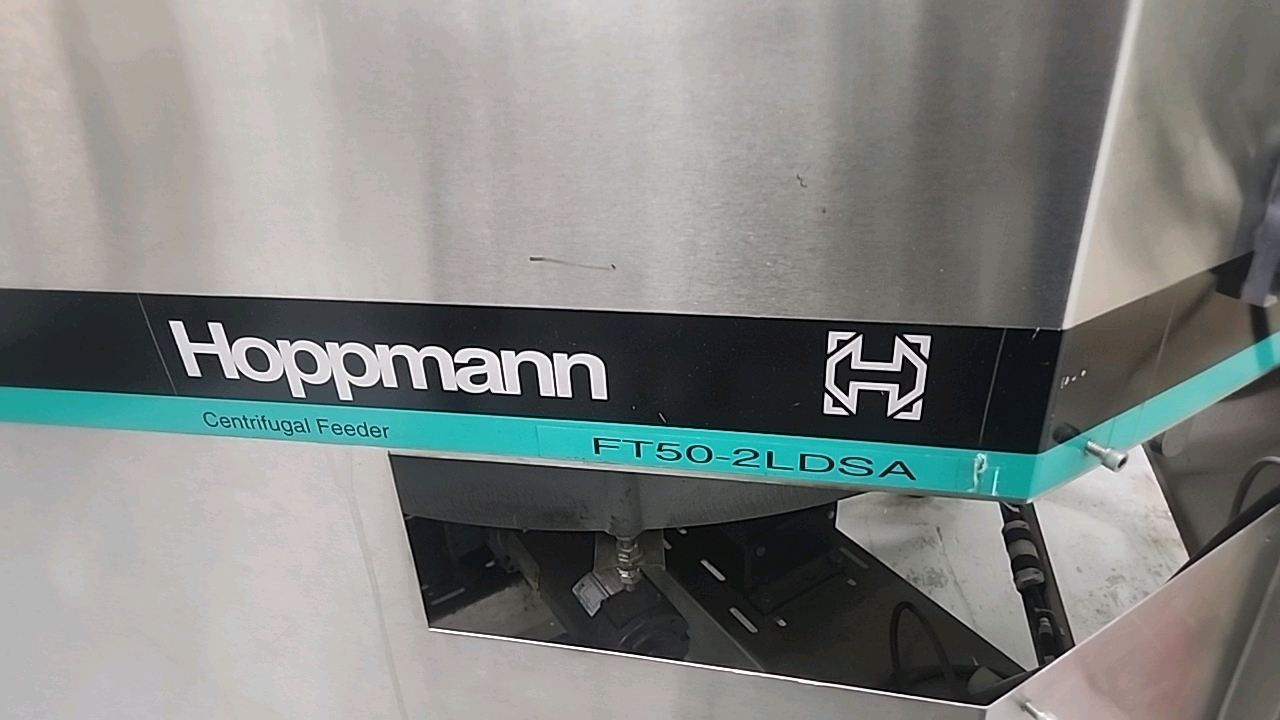 Hoppmann
Centrifugal Feeder
FT50-2LDSA